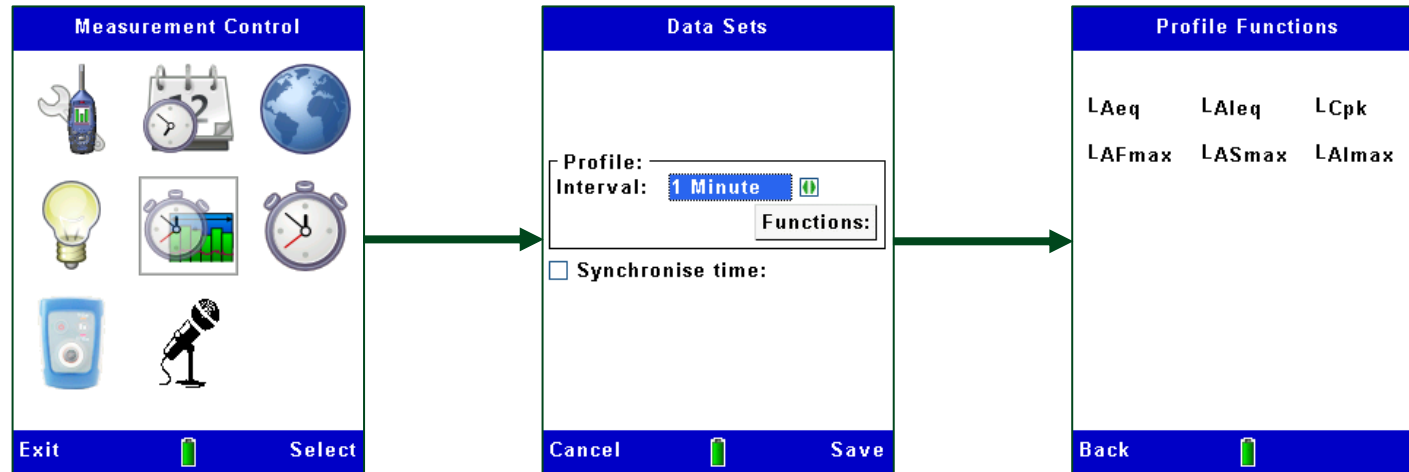 Measurement Control
12
Exit Select
Data Sets
Profile:
Interval: 1 Minute
Functions:
Synchronise time:
Cancel Save
Profile Functions
LAeq LAIeq LCpk
LAFmax LASmax LAImax
Back